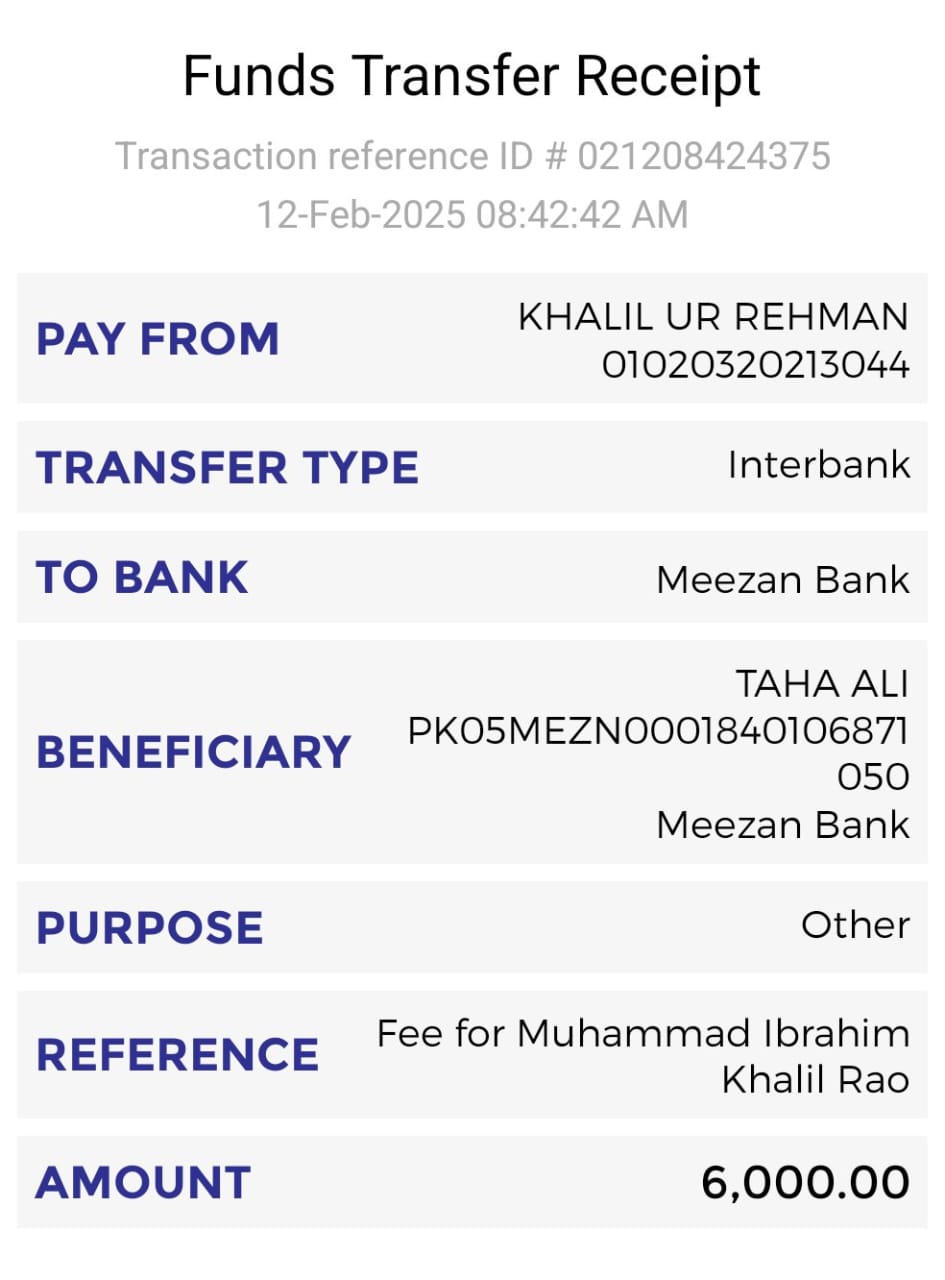 Funds Transfer Receipt
Transaction reference ID # 021208424375
12-Feb-2025 08:42:42 AM
PAY FROM
KHALIL UR REHMAN
01020320213044
TRANSFER TYPE
Interbank
TO BANK
Meezan Bank
BENEFICIARY
TAHA ALI
PK05MEZN0001840106871
050
Meezan Bank
PURPOSE
Other
REFERENCE
Fee for Muhammad Ibrahim
Khalil Rao
AMOUNT
6,000.00